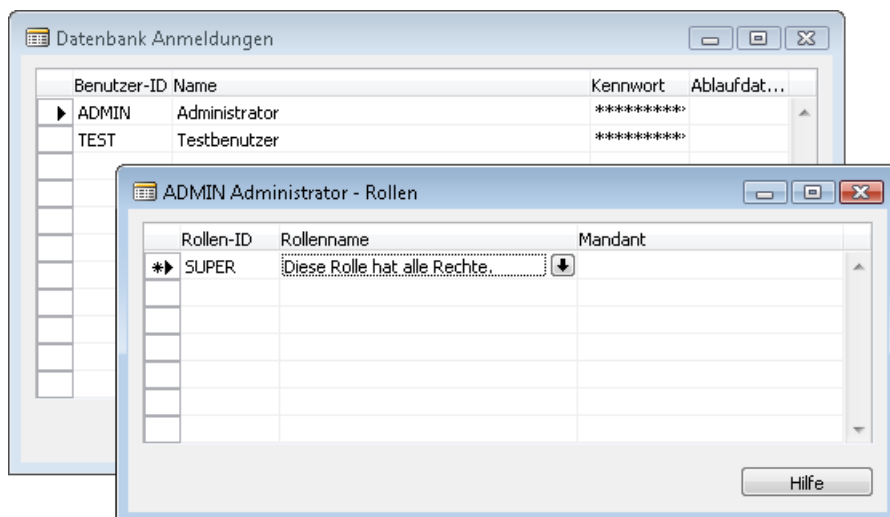 Datenbank Anmeldungen
Benutzer-ID Name Kennwort Ablaufdat...
ADMIN Administrator **********
TEST Testbenutzer **********
ADMIN Administrator - Rollen
Rollen-ID Rollenname Mandant
SUPER Diese Rolle hat alle Rechte.
Hilfe